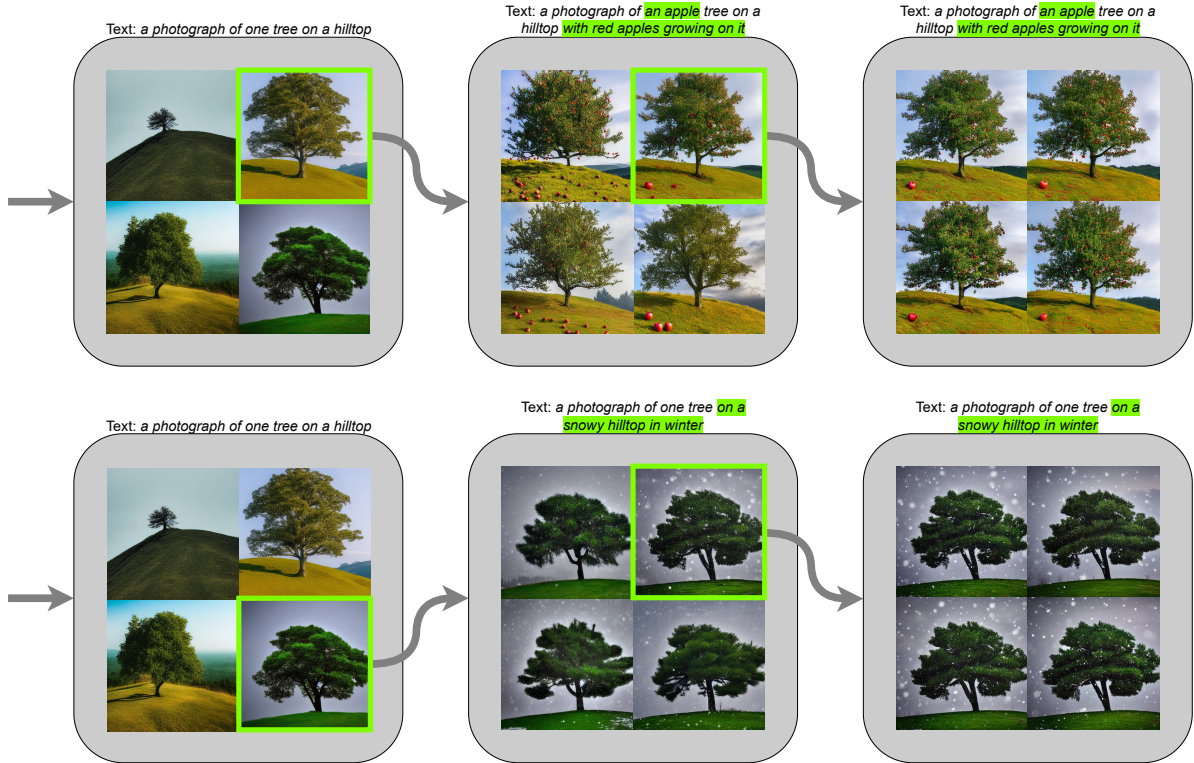 Text: a photograph of one tree on a hilltop
Text: a photograph of an apple tree on a
hilltop with red apples growing on it
Text: a photograph of an apple tree on a
hilltop with red apples growing on it
Text: a photograph of one tree on a hilltop
Text: a photograph of one tree on a
snowy hilltop in winter
Text: a photograph of one tree on a
snowy hilltop in winter